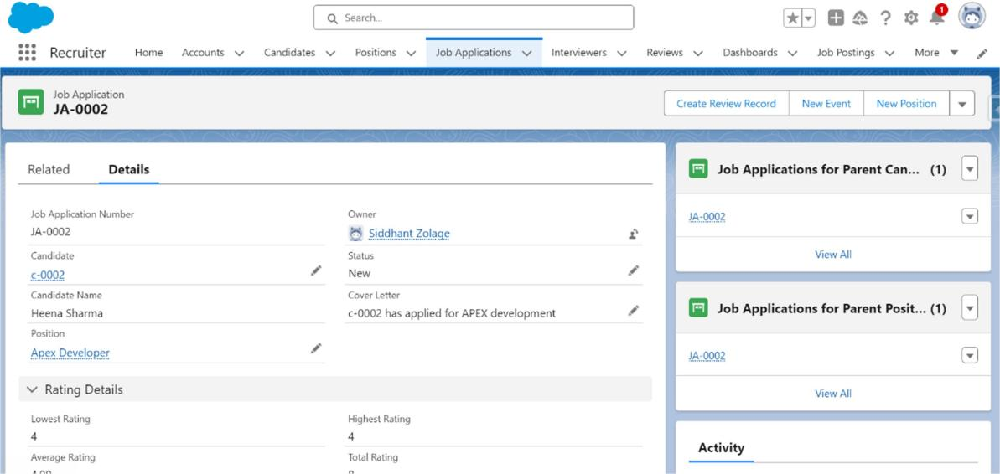 Search...
1
Recruiter Home Accounts Candidates Positions Job Applications Interviewers Reviews Dashboards Job Postings More
Job Application
JA-0002
Create Review Record New Event New Position
Related Details
Job Application Number
JA-0002
Owner
Siddhant Zolage
Candidate
c-0002
Status
New
Candidate Name
Heena Sharma
Cover Letter
c-0002 has applied for APEX development
Position
Apex Developer
Rating Details
Lowest Rating
4
Highest Rating
4
Average Rating
Total Rating
Job Applications for Parent Can... (1)
JA-0002
View All
Job Applications for Parent Posit... (1)
JA-0002
View All
Activity